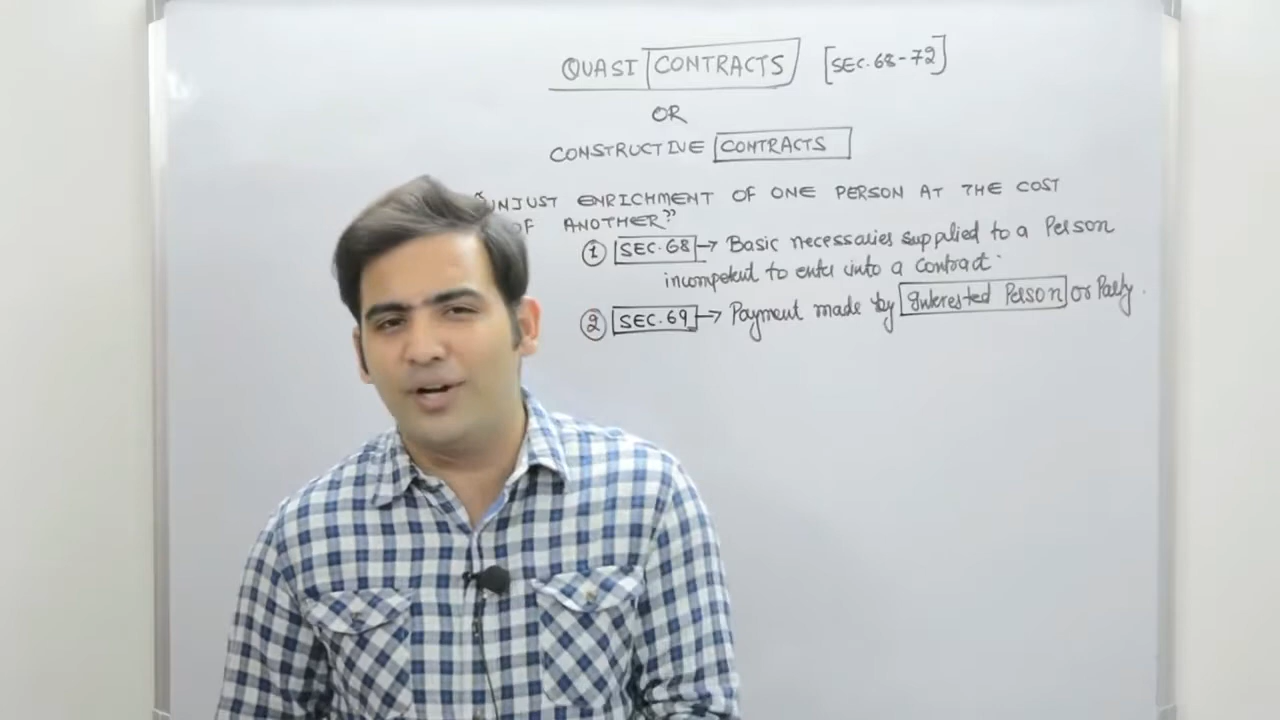 QUASI CONTRACTS [SEC.68-72]
OR
CONSTRUCTIVE CONTRACTS
"UNJUST ENRICHMENT OF ONE PERSON AT THE COST
OF ANOTHER"
1 SEC.68 → Basic necessaries supplied to a Person
incompetent to enter into a contract.
2 SEC.69 → Payment made by Interested Person or Party.